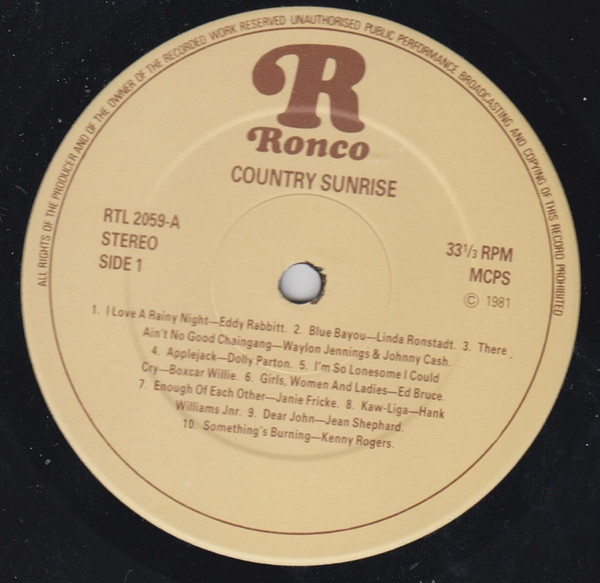 ALL RIGHTS OF THE PRODUCER AND OF THE OWNER OF THE RECORDED WORK RESERVED · UNAUTHORISED PUBLIC PERFORMANCE BROADCASTING AND COPYING OF THIS RECORD PROHIBITED
R
Ronco
COUNTRY SUNRISE
RTL 2059-A
STEREO
SIDE 1
33⅓ RPM
MCPS
© 1981
1. I Love A Rainy Night—Eddy Rabbitt. 2. Blue Bayou—Linda Ronstadt. 3. There
Ain't No Good Chaingang—Waylon Jennings & Johnny Cash.
4. Applejack—Dolly Parton. 5. I'm So Lonesome I Could
Cry—Boxcar Willie. 6. Girls, Women And Ladies—Ed Bruce.
7. Enough Of Each Other—Janie Fricke. 8. Kaw-Liga—Hank
Williams Jnr. 9. Dear John—Jean Shephard.
10. Something's Burning—Kenny Rogers.